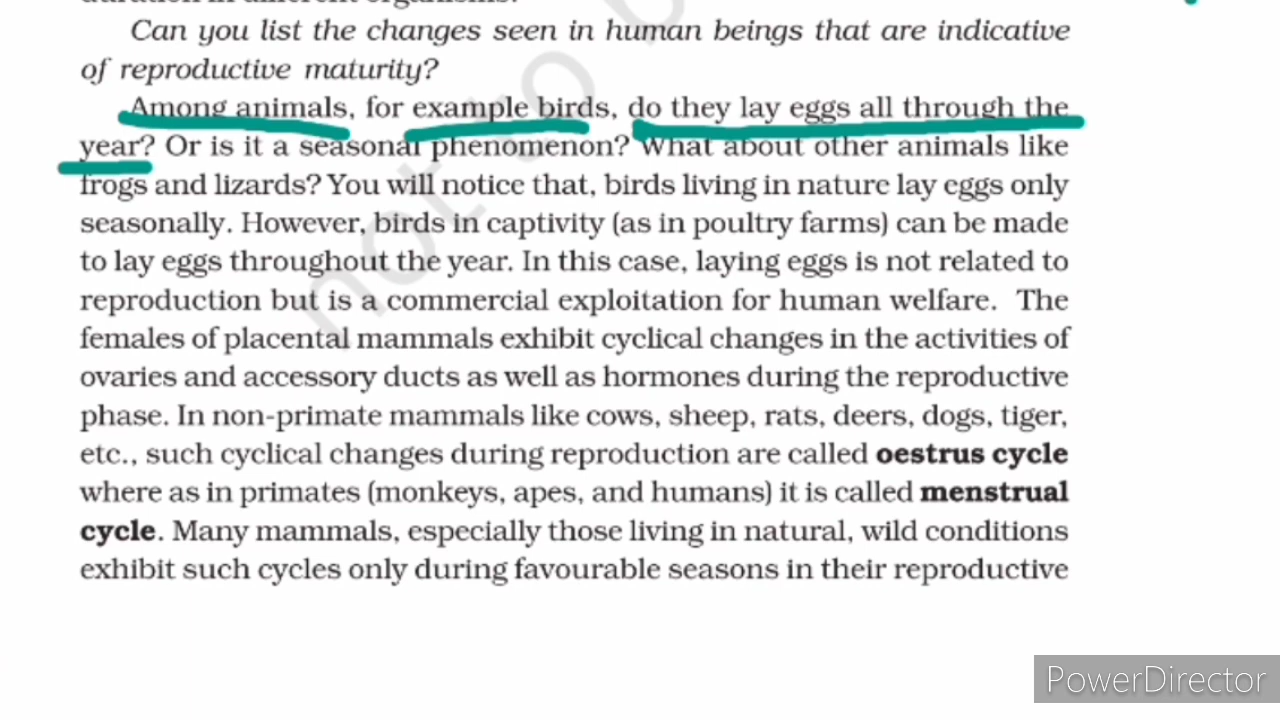 duration in different organisms.
Can you list the changes seen in human beings that are indicative
of reproductive maturity?
Among animals, for example birds, do they lay eggs all through the
year? Or is it a seasonal phenomenon? What about other animals like
frogs and lizards? You will notice that, birds living in nature lay eggs only
seasonally. However, birds in captivity (as in poultry farms) can be made
to lay eggs throughout the year. In this case, laying eggs is not related to
reproduction but is a commercial exploitation for human welfare. The
females of placental mammals exhibit cyclical changes in the activities of
ovaries and accessory ducts as well as hormones during the reproductive
phase. In non-primate mammals like cows, sheep, rats, deers, dogs, tiger,
etc., such cyclical changes during reproduction are called oestrus cycle
where as in primates (monkeys, apes, and humans) it is called menstrual
cycle. Many mammals, especially those living in natural, wild conditions
exhibit such cycles only during favourable seasons in their reproductive
not to b
PowerDirector